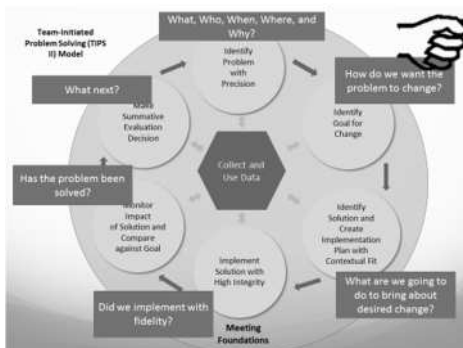 Team-Initiated
Problem Solving (TIPS
II) Model
What, Who, When, Where, and
Why?
Identify
Problem
with
Precision
How do we want the
problem to change?
Identify
Goal for
Change
What next?
Make
Summative
Evaluation
Decision
Collect and
Use Data
Has the problem been
solved?
Monitor
Impact
of Solution and
Compare
against Goal
Identify
Solution and
Create
Implementation
Plan with
Contextual Fit
Implement
Solution with
High Integrity
What are we going to
do to bring about
desired change?
Did we implement with
fidelity?
Meeting
Foundations